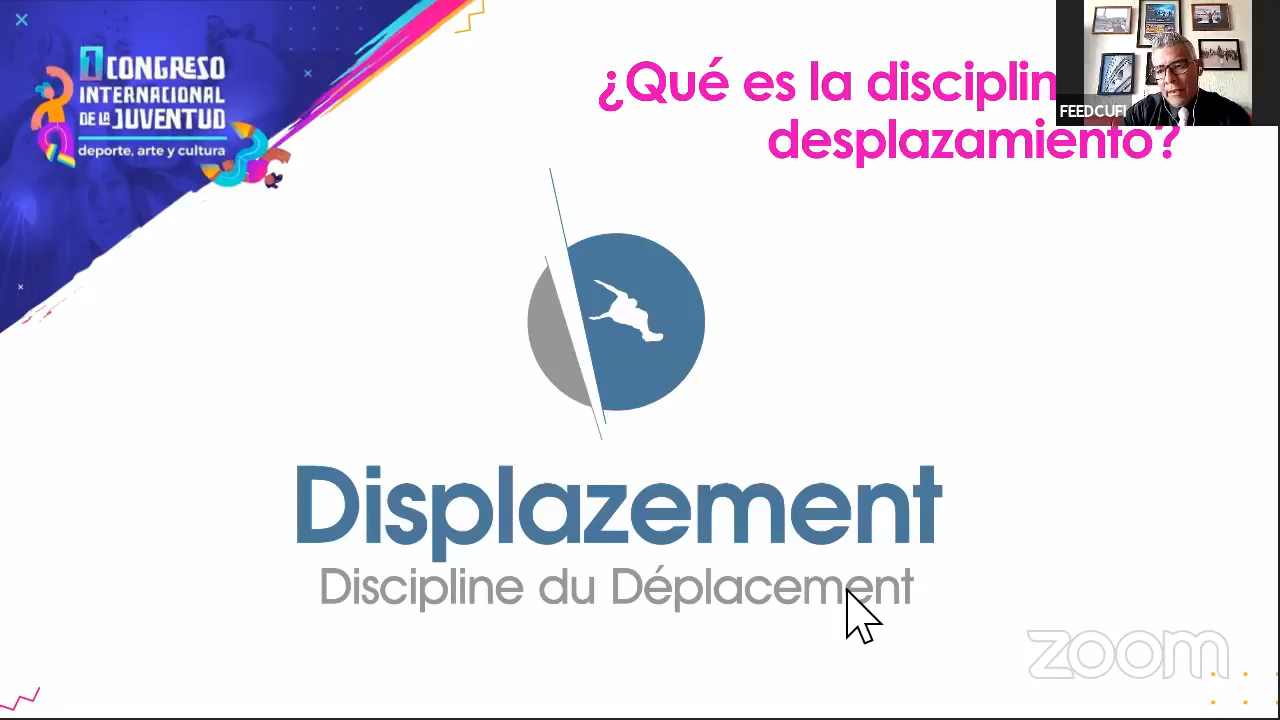 1 CONGRESO
INTERNACIONAL
DE LA JUVENTUD
deporte, arte y cultura
¿Qué es la disciplin
desplazamiento?
FEEDCUFI
Displazement
Discipline du Déplacement
zoom